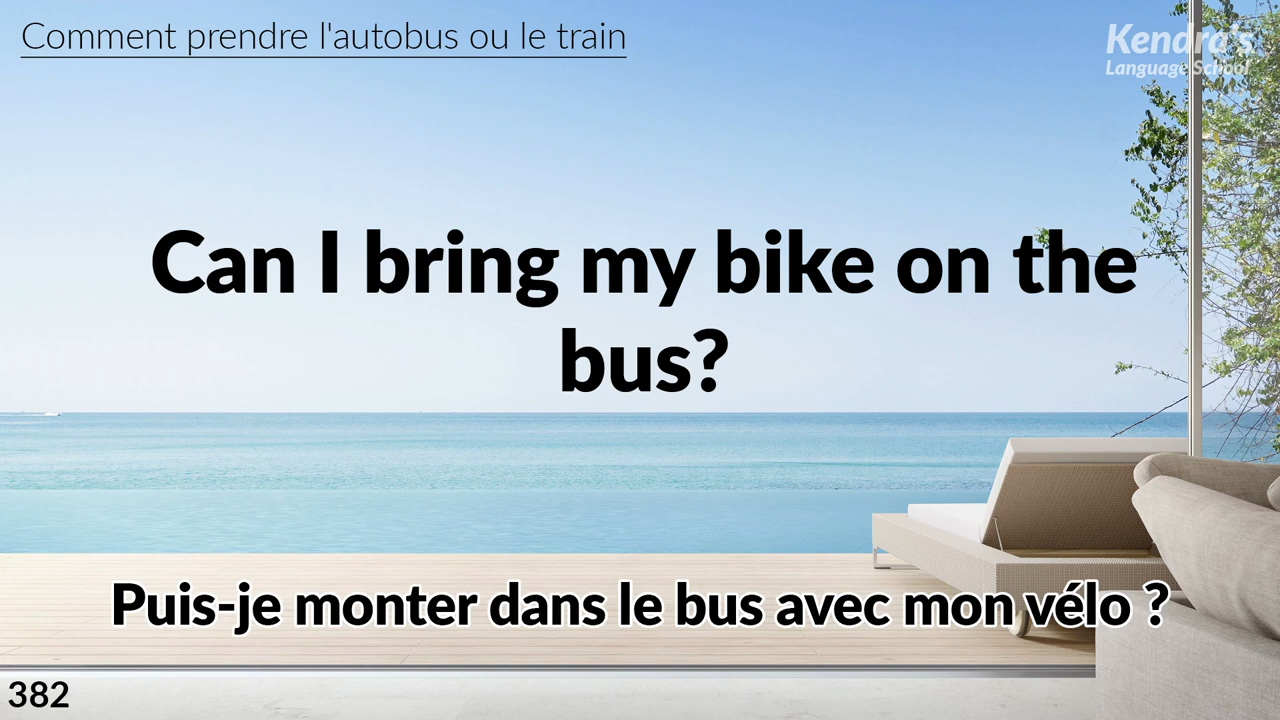 Comment prendre l'autobus ou le train
Kendra's
Language School
Can I bring my bike on the
bus?
Puis-je monter dans le bus avec mon vélo ?
382